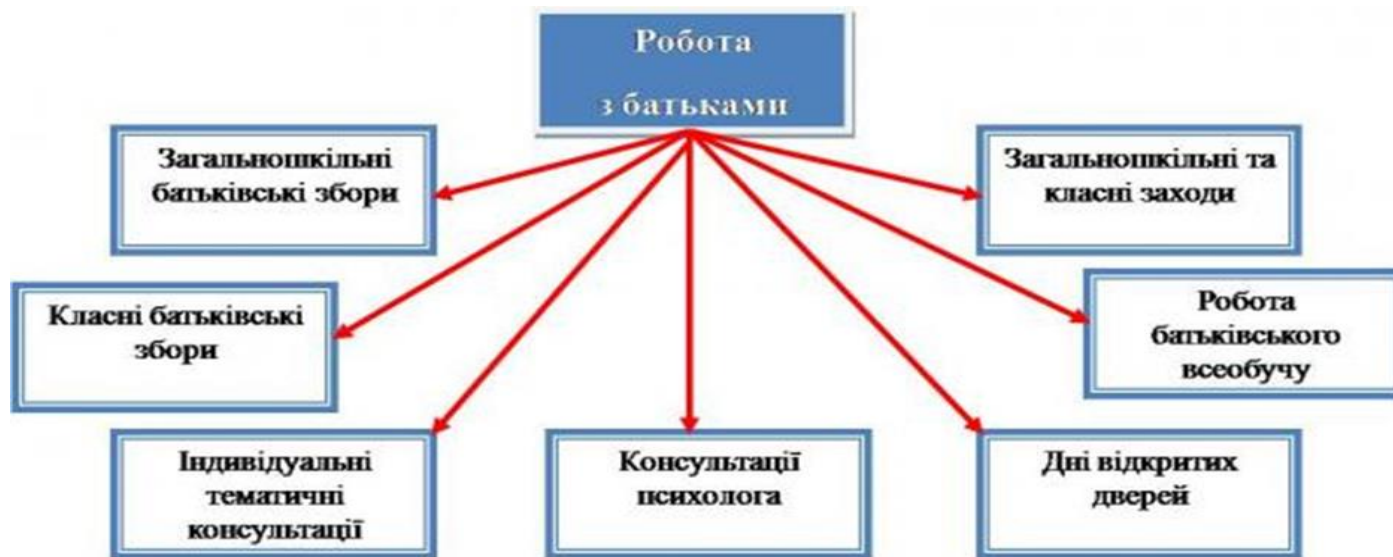 Робота
з батьками
Загальношкільні
батьківські збори
Загальношкільні та
класні заходи
Класні батьківські
збори
Робота
батьківського
всеобучу
Індивідуальні
тематичні
консультації
Консультації
психолога
Дні відкритих
дверей